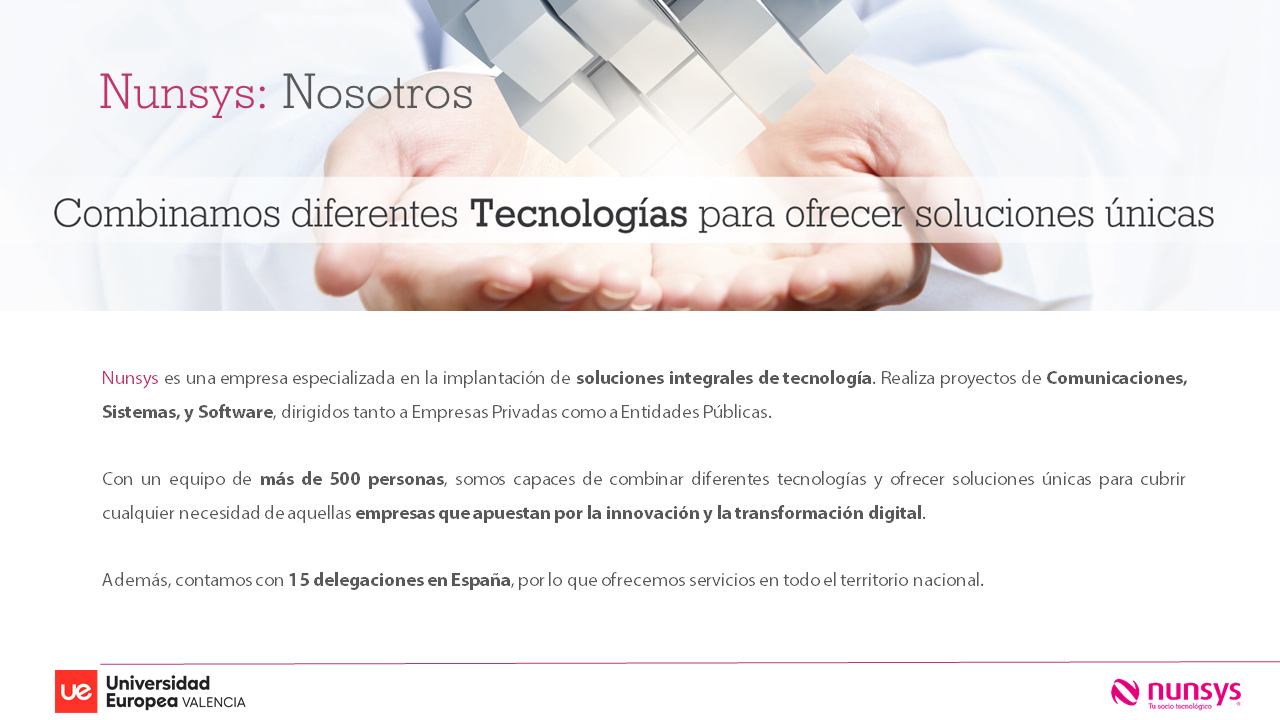 Nunsys: Nosotros
Combinamos diferentes Tecnologías para ofrecer soluciones únicas
Nunsys es una empresa especializada en la implantación de soluciones integrales de tecnología. Realiza proyectos de Comunicaciones,
Sistemas, y Software, dirigidos tanto a Empresas Privadas como a Entidades Públicas.
Con un equipo de más de 500 personas, somos capaces de combinar diferentes tecnologías y ofrecer soluciones únicas para cubrir
cualquier necesidad de aquellas empresas que apuestan por la innovación y la transformación digital.
Además, contamos con 15 delegaciones en España, por lo que ofrecemos servicios en todo el territorio nacional.
ue Universidad
Europea VALENCIA
nunsys®
Tu socio tecnológico